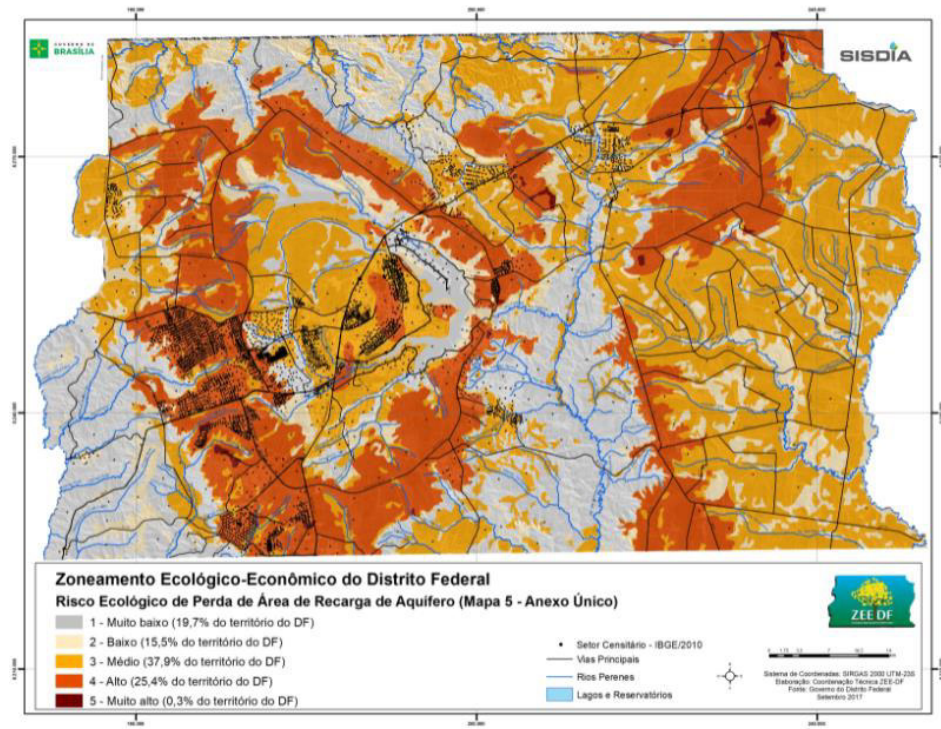 GOVERNO DE
BRASÍLIA
SISDIA
Zoneamento Ecológico-Econômico do Distrito Federal
Risco Ecológico de Perda de Área de Recarga de Aquífero (Mapa 5 - Anexo Único)
1 - Muito baixo (19,7% do território do DF)
2 - Baixo (15,5% do território do DF)
3 - Médio (37,9% do território do DF)
4 - Alto (25,4% do território do DF)
5 - Muito alto (0,3% do território do DF)
Setor Censitário - IBGE/2010
Vias Principais
Rios Perenes
Lagos e Reservatórios
ZEE DF
Sistema de Coordenadas: SIRGAS 2000 UTM-23S
Elaboração: Coordenação Técnica ZEE-DF
Fonte: Governo do Distrito Federal
Setembro 2017